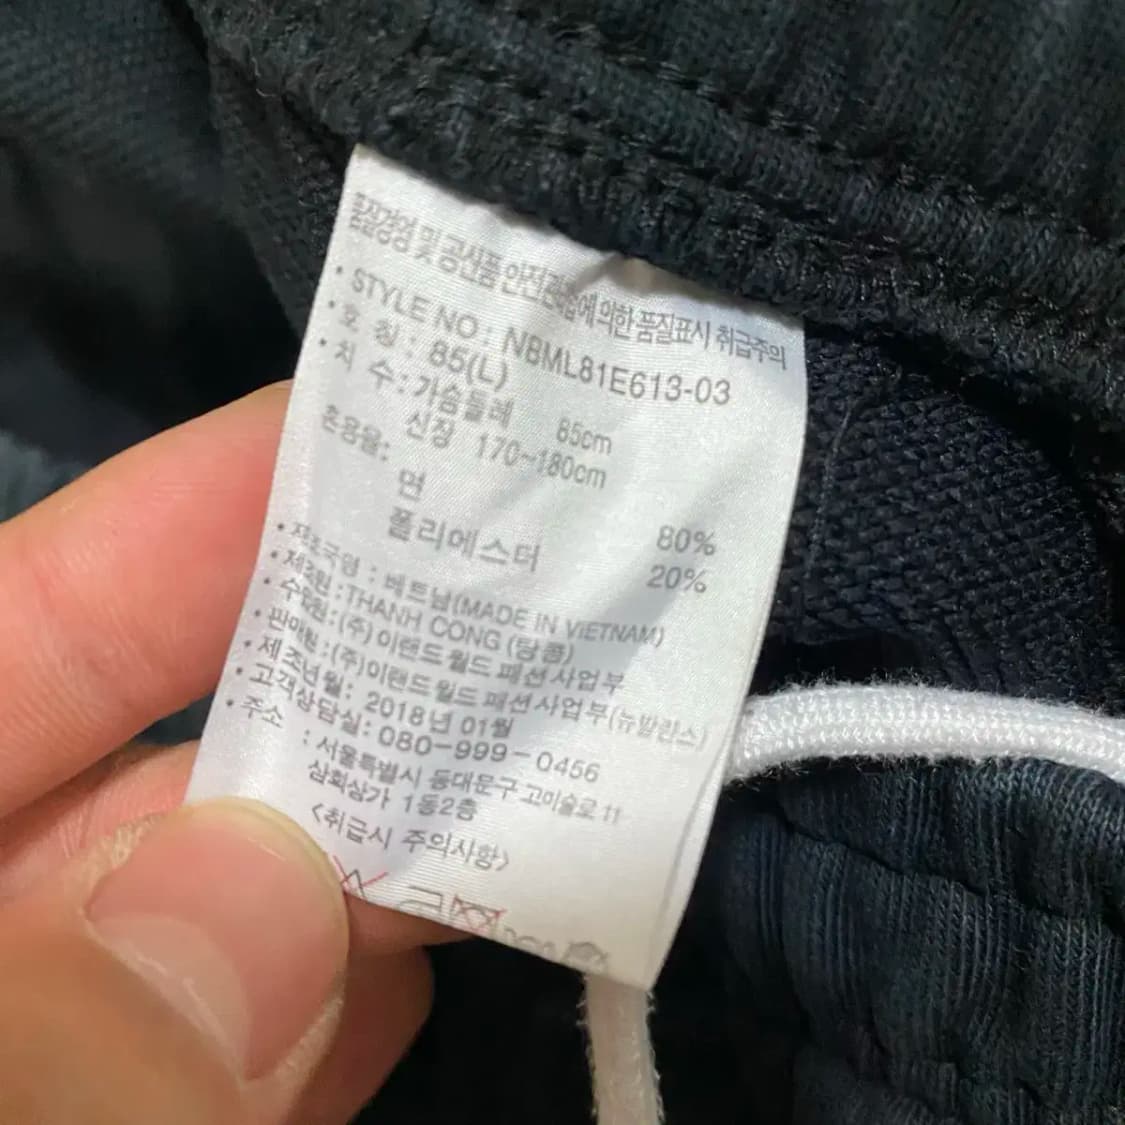 품질경영 및 공산품 안전관리법에 의한 품질표시 취급주의
· STYLE NO : NBML81E613-03
· 호 칭 : 85(L)
· 치 수 : 가슴둘레 85cm
신장 170~180cm
혼용율:
면 80%
폴리에스터 20%
· 제조국명 : 베트남(MADE IN VIETNAM)
· 제조원 : THANH CONG (탕콤)
· 수입원 : (주)이랜드월드 패션사업부
· 판매원 : (주)이랜드월드 패션사업부(뉴발란스)
· 제조년월 : 2018년 01월
· 고객상담실: 080-999-0456
· 주소 : 서울특별시 동대문구 고미술로 11
삼희상가 1동2층
<취급시 주의사항>